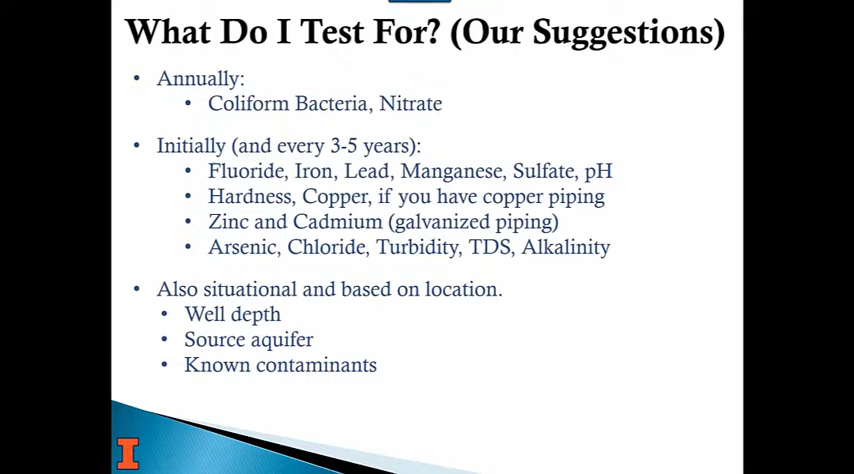 What Do I Test For? (Our Suggestions)
• Annually:
• Coliform Bacteria, Nitrate
• Initially (and every 3-5 years):
• Fluoride, Iron, Lead, Manganese, Sulfate, pH
• Hardness, Copper, if you have copper piping
• Zinc and Cadmium (galvanized piping)
• Arsenic, Chloride, Turbidity, TDS, Alkalinity
• Also situational and based on location.
• Well depth
• Source aquifer
• Known contaminants
I